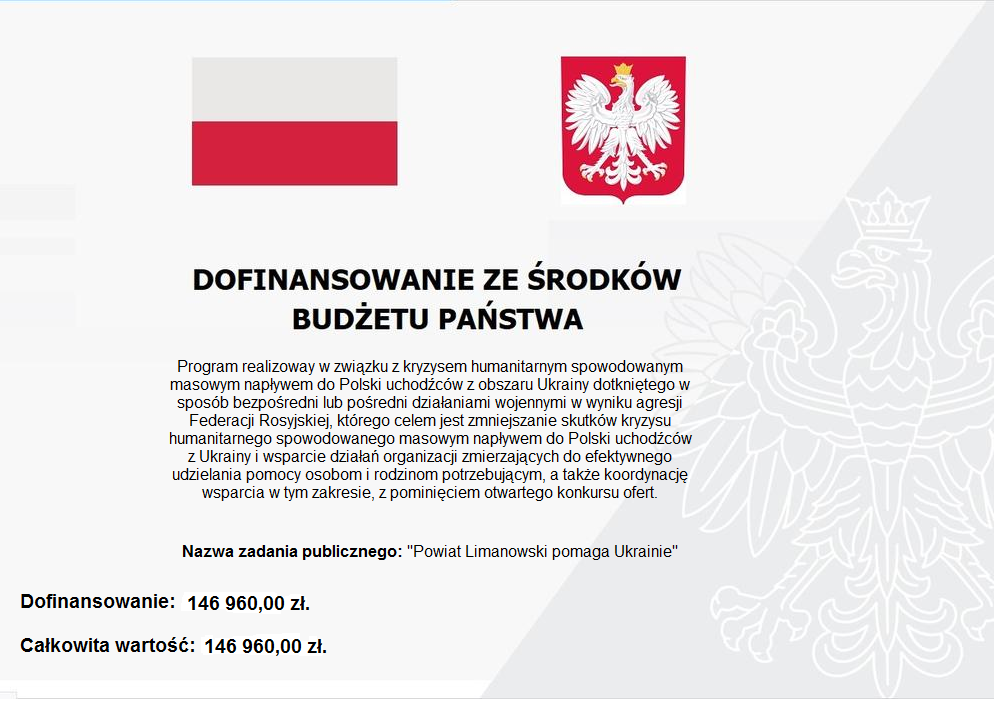 DOFINANSOWANIE ZE ŚRODKÓW
BUDŻETU PAŃSTWA
Program realizoway w związku z kryzysem humanitarnym spowodowanym
masowym napływem do Polski uchodźców z obszaru Ukrainy dotkniętego w
sposób bezpośredni lub pośredni działaniami wojennymi w wyniku agresji
Federacji Rosyjskiej, którego celem jest zmniejszanie skutków kryzysu
humanitarnego spowodowanego masowym napływem do Polski uchodźców
z Ukrainy i wsparcie działań organizacji zmierzających do efektywnego
udzielania pomocy osobom i rodzinom potrzebującym, a także koordynację
wsparcia w tym zakresie, z pominięciem otwartego konkursu ofert.
Nazwa zadania publicznego: "Powiat Limanowski pomaga Ukrainie"
Dofinansowanie: 146 960,00 zł.
Całkowita wartość: 146 960,00 zł.